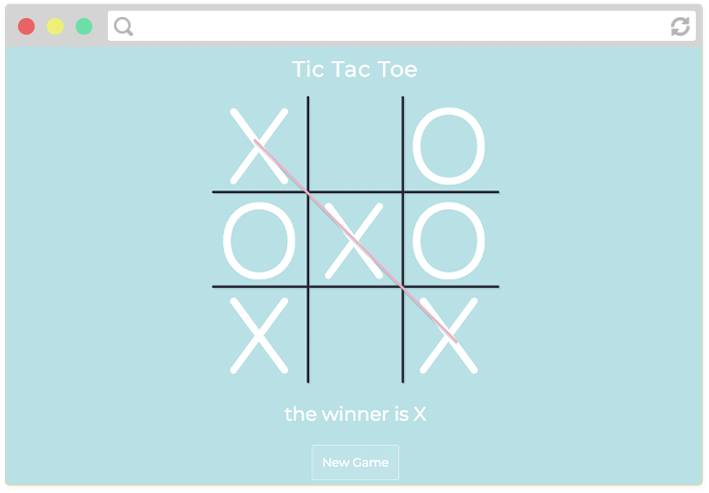 Tic Tac Toe
X O
O X O
X X
the winner is X
New Game